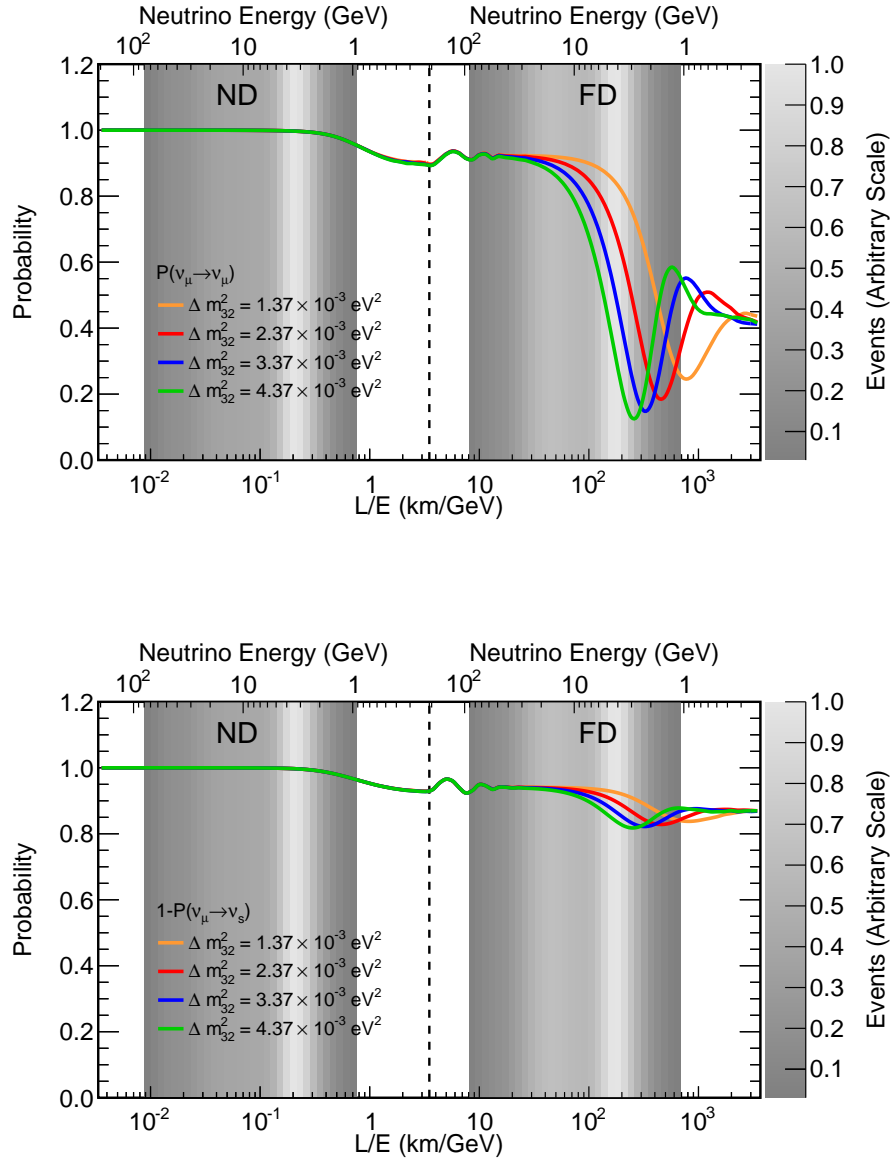 Neutrino Energy (GeV) Neutrino Energy (GeV)
10² 10 5 1 10² 10 5 1
ND FD
1.2
1.0
0.8
0.6
0.4
0.2
0.0
Probability
P(νμ→νμ)
Δ m²₃₂ = 1.37 × 10⁻³ eV²
Δ m²₃₂ = 2.37 × 10⁻³ eV²
Δ m²₃₂ = 3.37 × 10⁻³ eV²
Δ m²₃₂ = 4.37 × 10⁻³ eV²
10⁻² 10⁻¹ 1 10 10² 10³
L/E (km/GeV)
1.0
0.9
0.8
0.7
0.6
0.5
0.4
0.3
0.2
0.1
Events (Arbitrary Scale)
Neutrino Energy (GeV) Neutrino Energy (GeV)
10² 10 5 1 10² 10 5 1
ND FD
1.2
1.0
0.8
0.6
0.4
0.2
0.0
Probability
1-P(νμ→νs)
Δ m²₃₂ = 1.37 × 10⁻³ eV²
Δ m²₃₂ = 2.37 × 10⁻³ eV²
Δ m²₃₂ = 3.37 × 10⁻³ eV²
Δ m²₃₂ = 4.37 × 10⁻³ eV²
10⁻² 10⁻¹ 1 10 10² 10³
L/E (km/GeV)
1.0
0.9
0.8
0.7
0.6
0.5
0.4
0.3
0.2
0.1
Events (Arbitrary Scale)